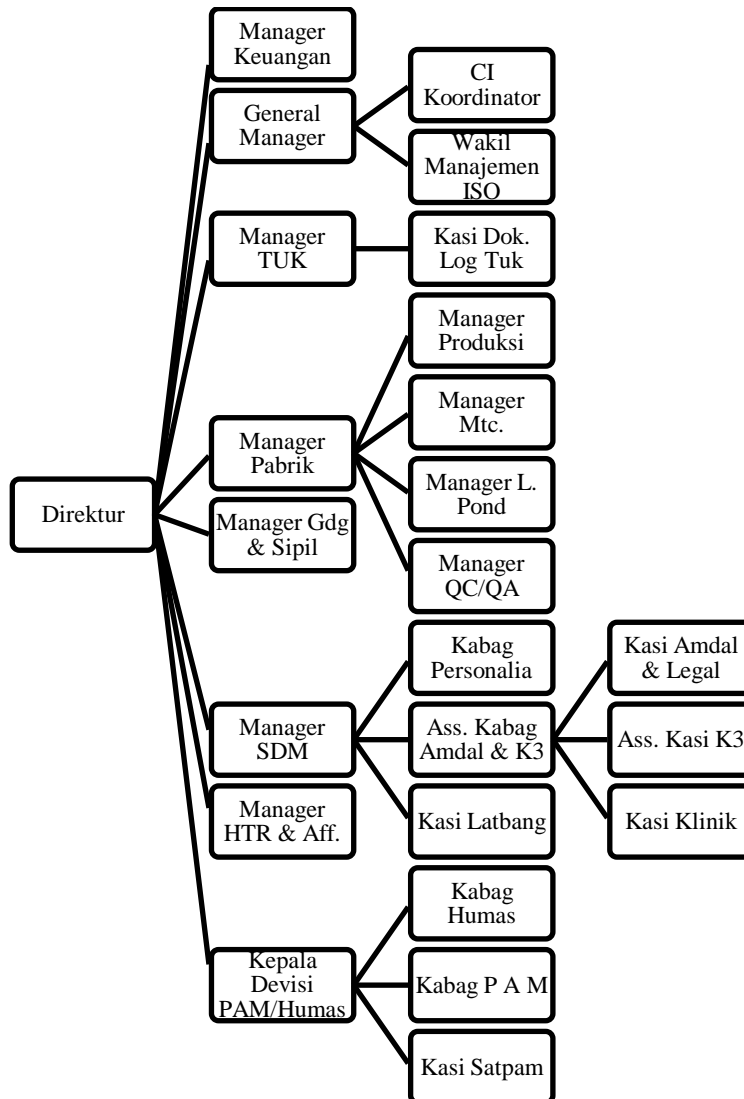 Manager
Keuangan
General
Manager
CI
Koordinator
Wakil
Manajemen
ISO
Manager
TUK
Kasi Dok.
Log Tuk
Manager
Produksi
Manager
Mtc.
Manager
Pabrik
Manager L.
Pond
Direktur
Manager Gdg
& Sipil
Manager
QC/QA
Kabag
Personalia
Kasi Amdal
& Legal
Manager
SDM
Ass. Kabag
Amdal & K3
Ass. Kasi K3
Manager
HTR & Aff.
Kasi Latbang
Kasi Klinik
Kabag
Humas
Kepala
Devisi
PAM/Humas
Kabag P A M
Kasi Satpam